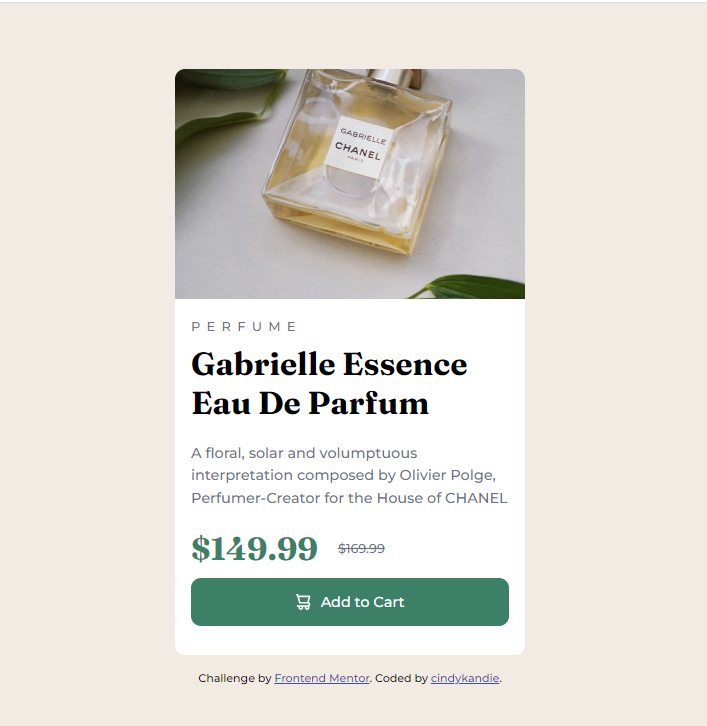 GABRIELLE
CHANEL
PARIS
PERFUME
Gabrielle Essence
Eau De Parfum
A floral, solar and volumptuous
interpretation composed by Olivier Polge,
Perfumer-Creator for the House of CHANEL
$149.99 $169.99
Add to Cart
Challenge by Frontend Mentor. Coded by cindykandie.